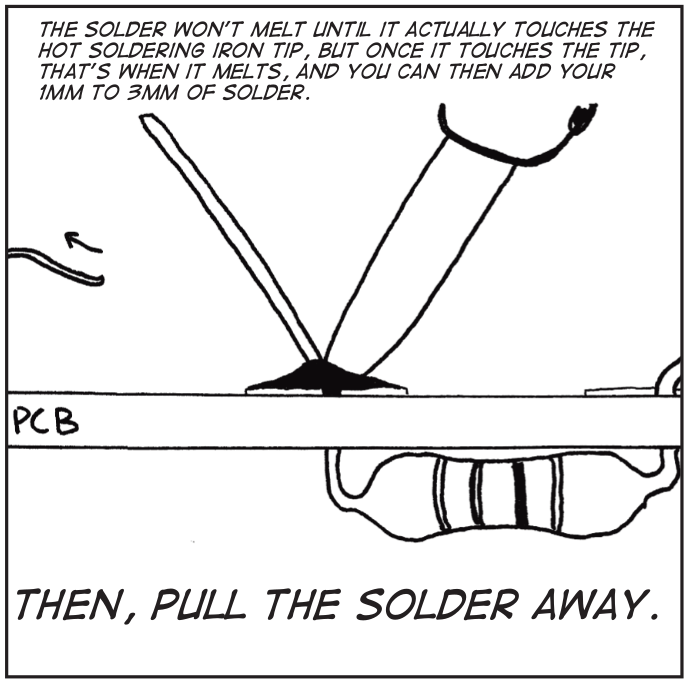 THE SOLDER WON'T MELT UNTIL IT ACTUALLY TOUCHES THE
HOT SOLDERING IRON TIP, BUT ONCE IT TOUCHES THE TIP,
THAT'S WHEN IT MELTS, AND YOU CAN THEN ADD YOUR
1MM TO 3MM OF SOLDER.
PCB
THEN, PULL THE SOLDER AWAY.